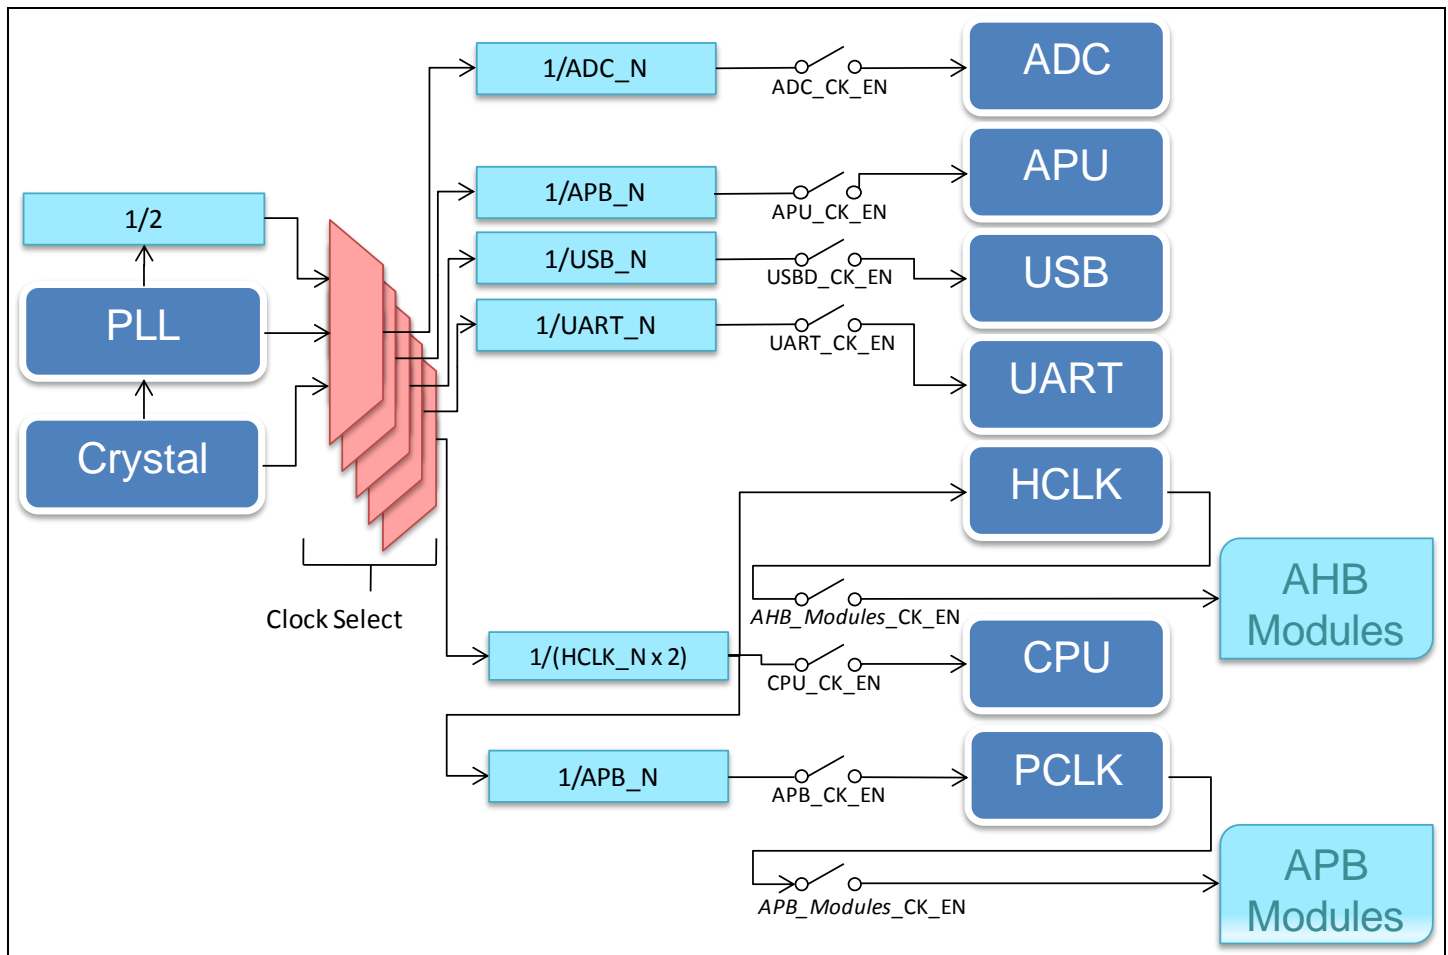 1/ADC_N
ADC_CK_EN
ADC
1/APB_N
APU_CK_EN
APU
1/2
1/USB_N
USBD_CK_EN
USB
PLL
1/UART_N
UART_CK_EN
UART
Crystal
HCLK
Clock Select
AHB_Modules_CK_EN
AHB
Modules
1/(HCLK_N x 2)
CPU_CK_EN
CPU
1/APB_N
APB_CK_EN
PCLK
APB_Modules_CK_EN
APB
Modules